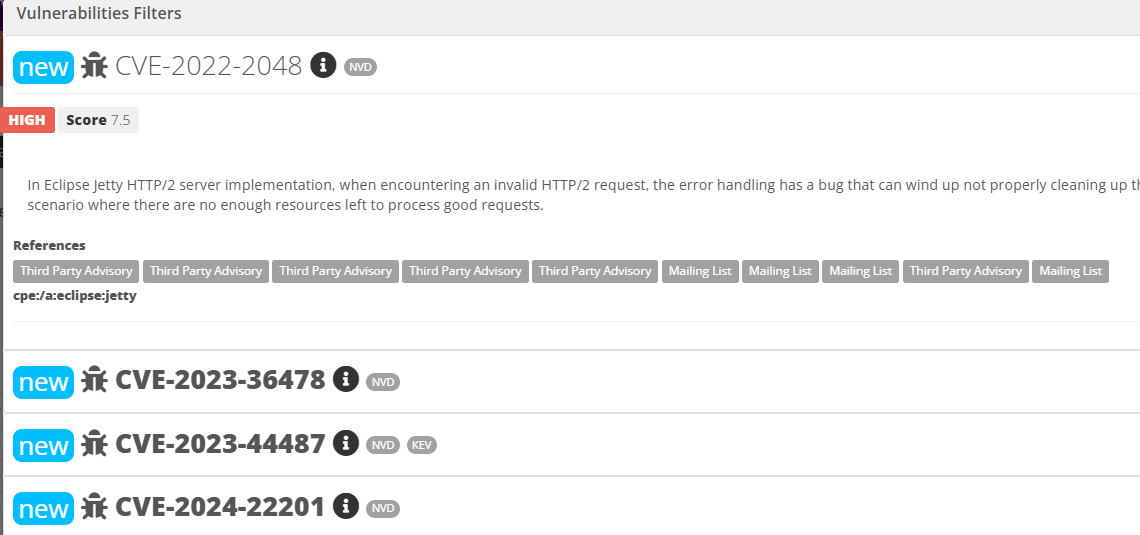 Vulnerabilities Filters
new CVE-2022-2048 NVD
HIGH Score 7.5
In Eclipse Jetty HTTP/2 server implementation, when encountering an invalid HTTP/2 request, the error handling has a bug that can wind up not properly cleaning up
scenario where there are no enough resources left to process good requests.
References
Third Party Advisory Third Party Advisory Third Party Advisory Third Party Advisory Third Party Advisory Mailing List Mailing List Mailing List Third Party Advisory Mailing List
cpe:/a:eclipse:jetty
new CVE-2023-36478 NVD
new CVE-2023-44487 NVD KEV
new CVE-2024-22201 NVD